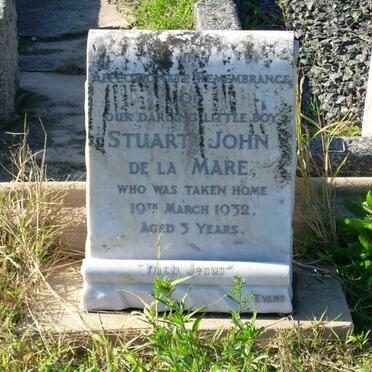 IN
AFFECTIONATE REMEMBRANCE
OF
OUR DARLING LITTLE BOY
STUART JOHN
DE LA MARE,
WHO WAS TAKEN HOME
19TH MARCH 1932,
AGED 3 YEARS.
"With Jesus"
EVANS